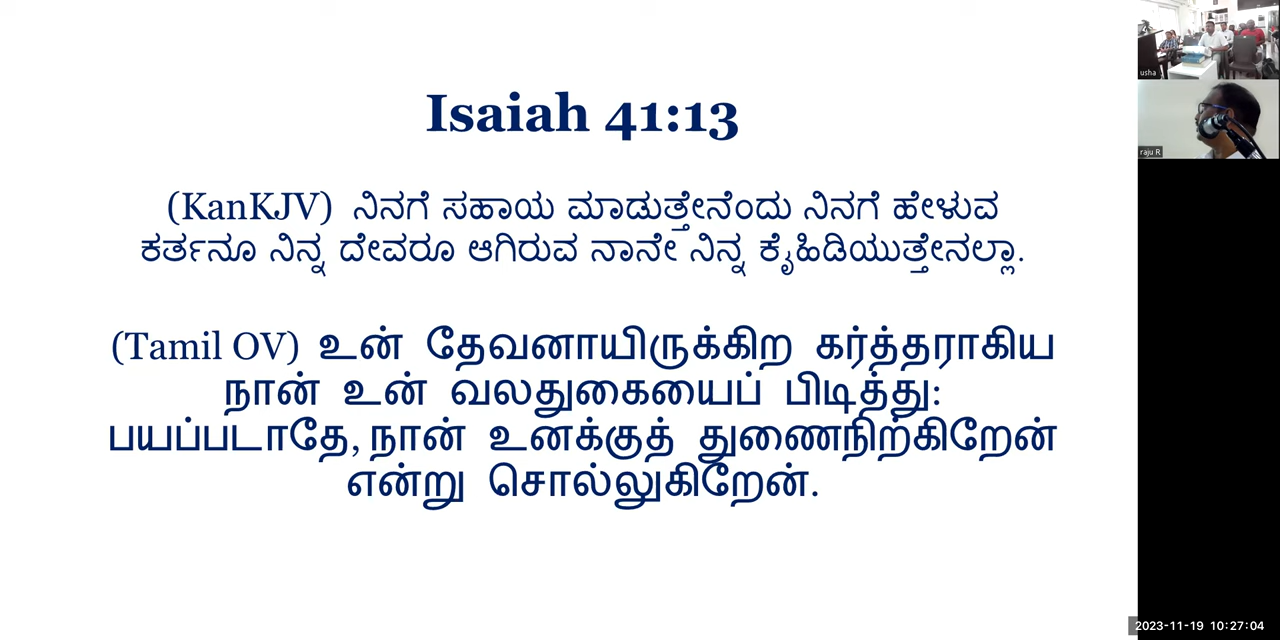 Isaiah 41:13
(KanKJV) ನಿನಗೆ ಸಹಾಯ ಮಾಡುತ್ತೇನೆಂದು ನಿನಗೆ ಹೇಳುವ
ಕರ್ತನೂ ನಿನ್ನ ದೇವರೂ ಆಗಿರುವ ನಾನೇ ನಿನ್ನ ಕೈಹಿಡಿಯುತ್ತೇನಲ್ಲಾ.
(Tamil OV) உன் தேவனாயிருக்கிற கர்த்தராகிய
நான் உன் வலதுகையைப் பிடித்து:
பயப்படாதே, நான் உனக்குத் துணைநிற்கிறேன்
என்று சொல்லுகிறேன்.
usha
raju R
2023-11-19 10:27:04